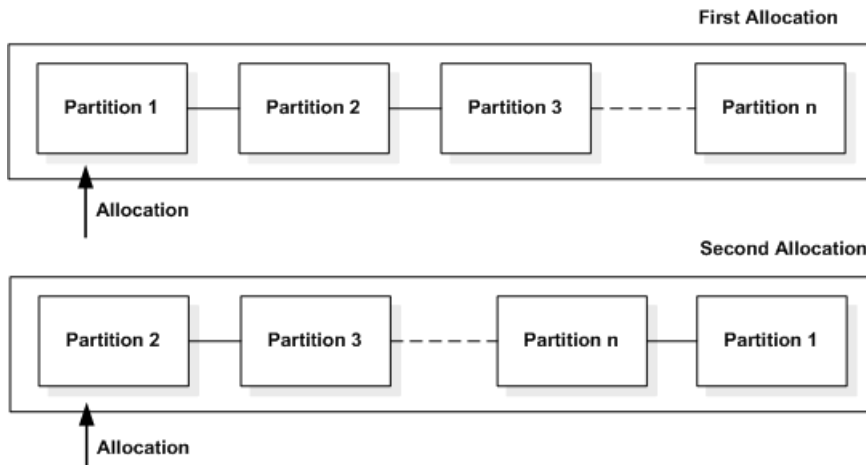 First Allocation
Partition 1 Partition 2 Partition 3 Partition n
Allocation
Second Allocation
Partition 2 Partition 3 Partition n Partition 1
Allocation